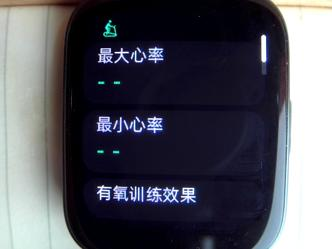 最大心率
--
最小心率
--
有氧训练效果